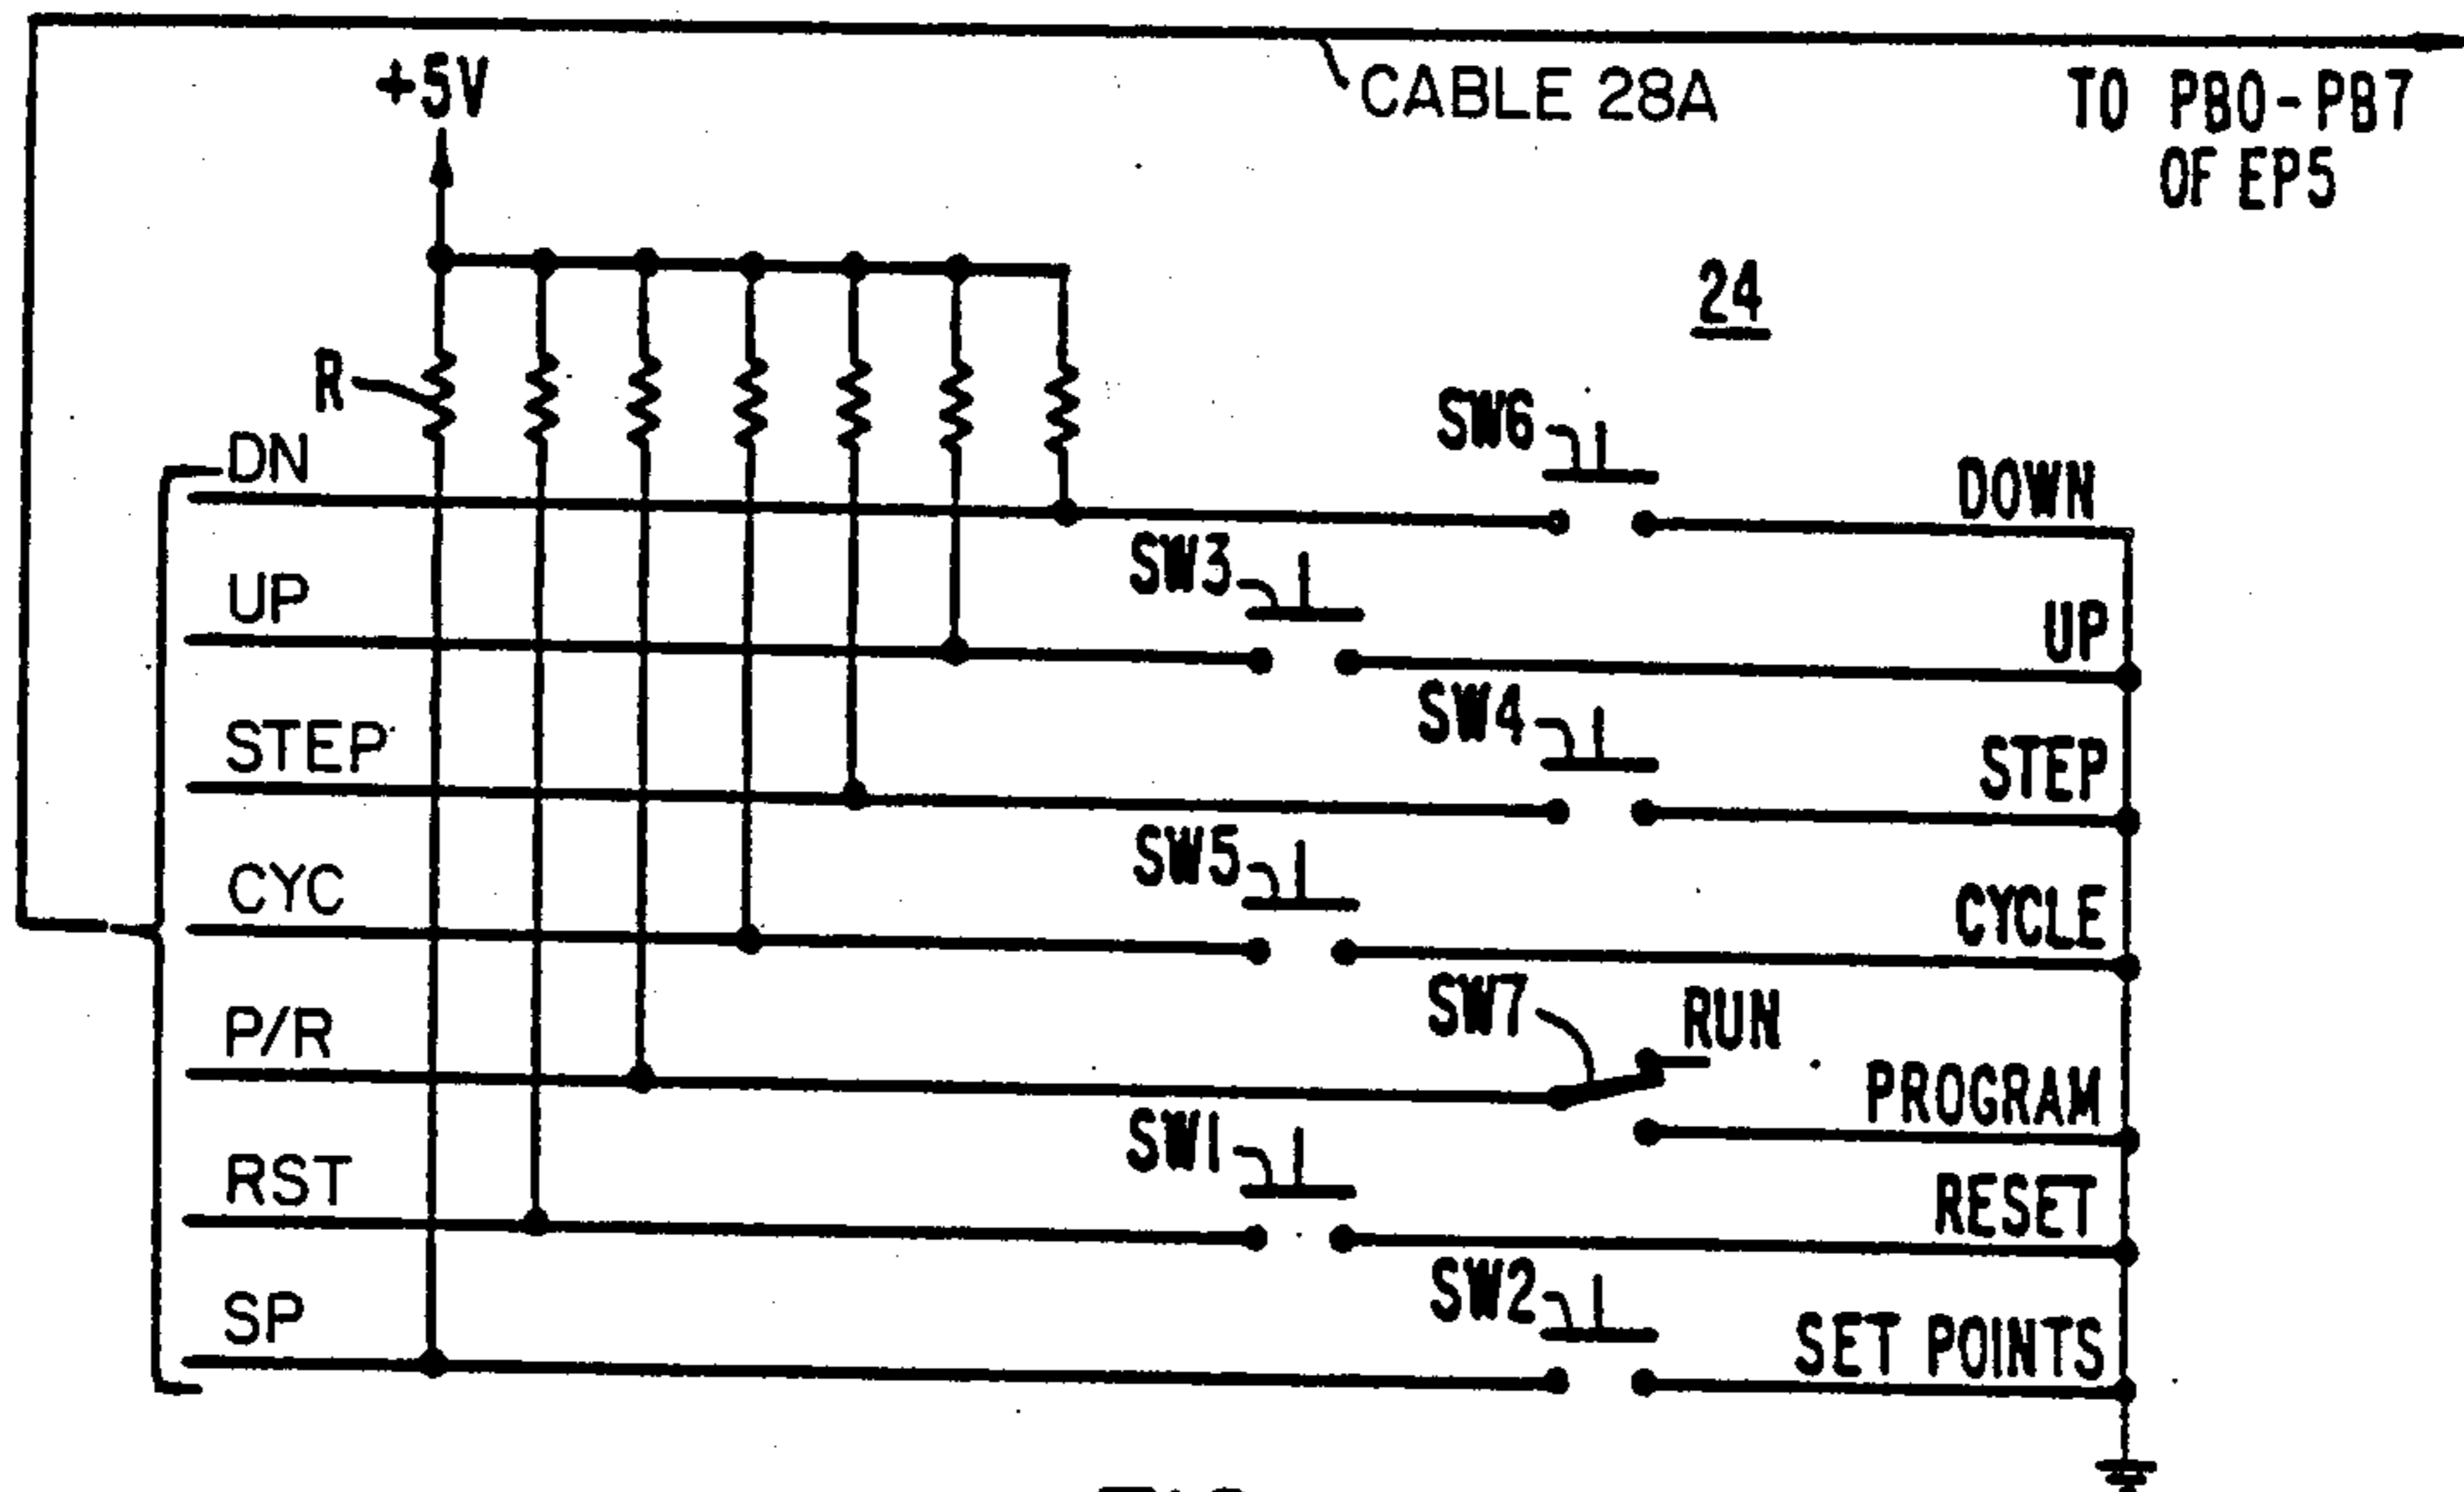 +5V
CABLE 28A
TO PB0-PB7
OF EP5
24
R
SW6
DN
DOWN
SW3
UP
UP
SW4
STEP
STEP
SW5
CYC
CYCLE
SW7
RUN
P/R
PROGRAM
SW1
RST
RESET
SW2
SP
SET POINTS